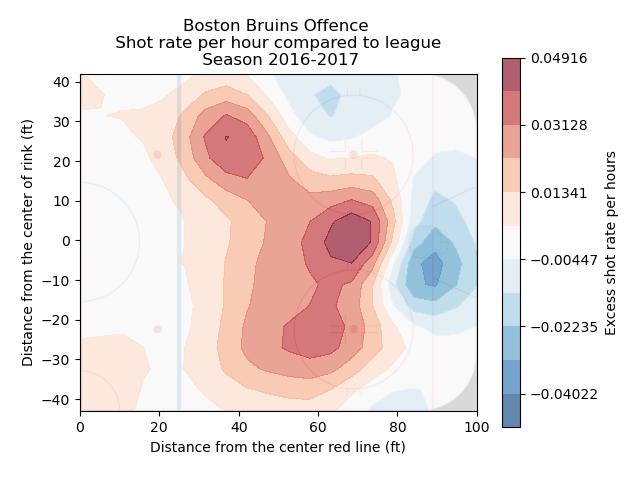 Boston Bruins Offence
Shot rate per hour compared to league
Season 2016-2017
40
30
20
10
0
−10
−20
−30
−40
Distance from the center of rink (ft)
0 20 40 60 80 100
Distance from the center red line (ft)
0.04916
0.03128
0.01341
−0.00447
−0.02235
−0.04022
Excess shot rate per hours